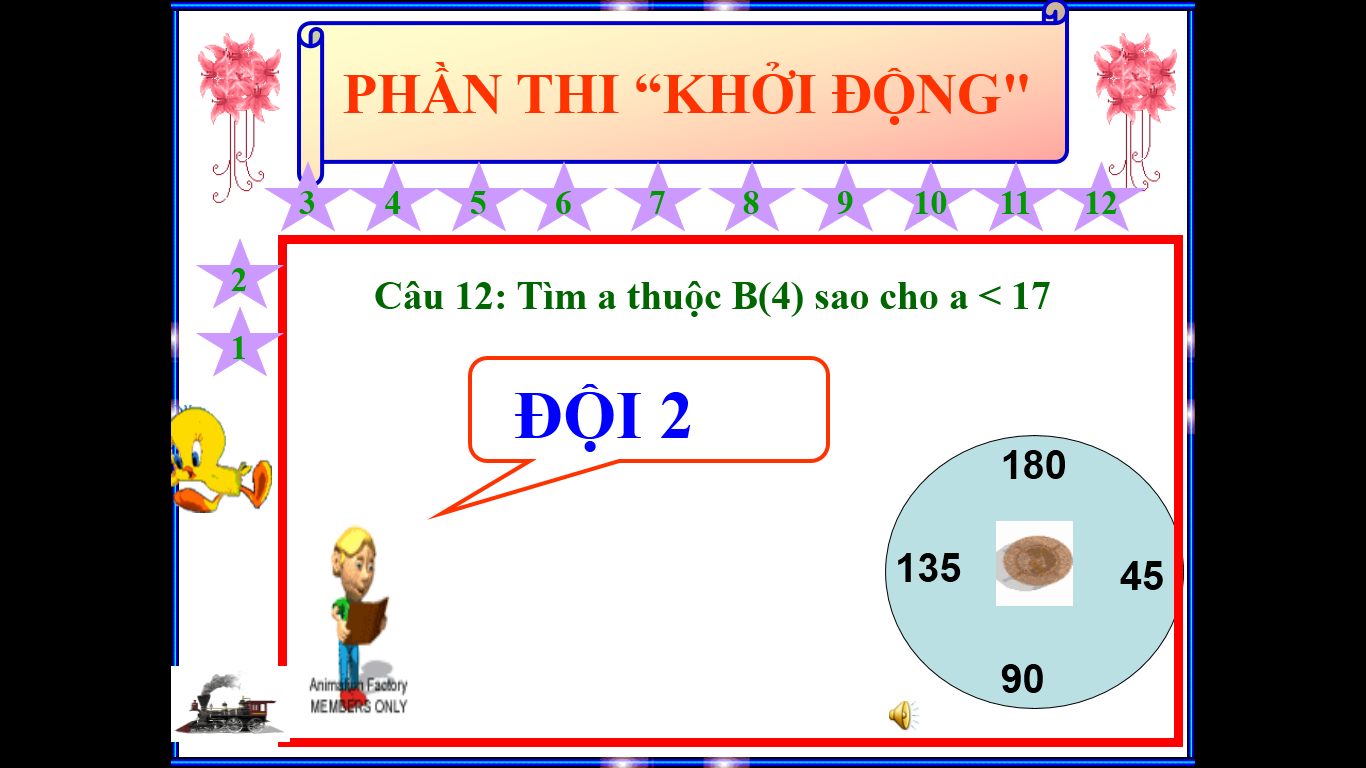 PHẦN THI “KHỞI ĐỘNG"
3 4 5 6 7 8 9 10 11 12
2
1
Câu 12: Tìm a thuộc B(4) sao cho a < 17
ĐỘI 2
180
135
45
90
Animation Factory
MEMBERS ONLY